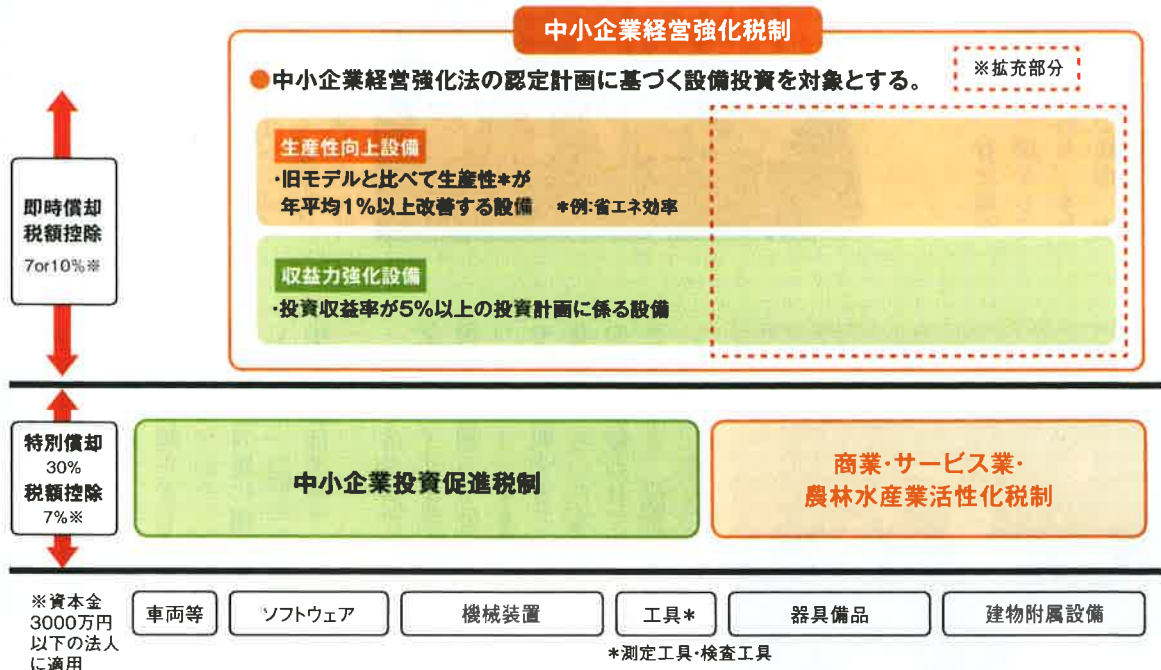 中小企業経営強化税制
●中小企業経営強化法の認定計画に基づく設備投資を対象とする。
※拡充部分
生産性向上設備
・旧モデルと比べて生産性*が
年平均1%以上改善する設備 *例:省エネ効率
収益力強化設備
・投資収益率が5%以上の投資計画に係る設備
即時償却
税額控除
7or10%※
特別償却
30%
税額控除
7%※
中小企業投資促進税制
商業・サービス業・
農林水産業活性化税制
※資本金
3000万円
以下の法人
に適用
車両等
ソフトウェア
機械装置
工具*
器具備品
建物附属設備
*測定工具・検査工具